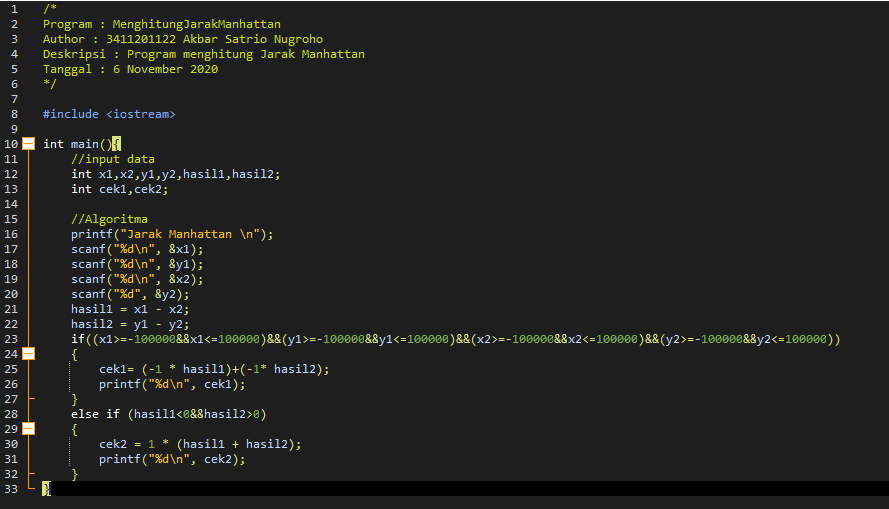 1 /*
2 Program : MenghitungJarakManhattan
3 Author : 3411201122 Akbar Satrio Nugroho
4 Deskripsi : Program menghitung Jarak Manhattan
5 Tanggal : 6 November 2020
6 */
7
8 #include <iostream>
9
10 int main(){
11 //input data
12 int x1,x2,y1,y2,hasil1,hasil2;
13 int cek1,cek2;
14
15 //Algoritma
16 printf("Jarak Manhattan \n");
17 scanf("%d\n", &x1);
18 scanf("%d\n", &y1);
19 scanf("%d\n", &x2);
20 scanf("%d", &y2);
21 hasil1 = x1 - x2;
22 hasil2 = y1 - y2;
23 if((x1>=-100000&&x1<=100000)&&(y1>=-100000&&y1<=100000)&&(x2>=-100000&&x2<=100000)&&(y2>=-100000&&y2<=100000))
24 {
25 cek1= (-1 * hasil1)+(-1* hasil2);
26 printf("%d\n", cek1);
27 }
28 else if (hasil1<0&&hasil2>0)
29 {
30 cek2 = 1 * (hasil1 + hasil2);
31 printf("%d\n", cek2);
32 }
33 }